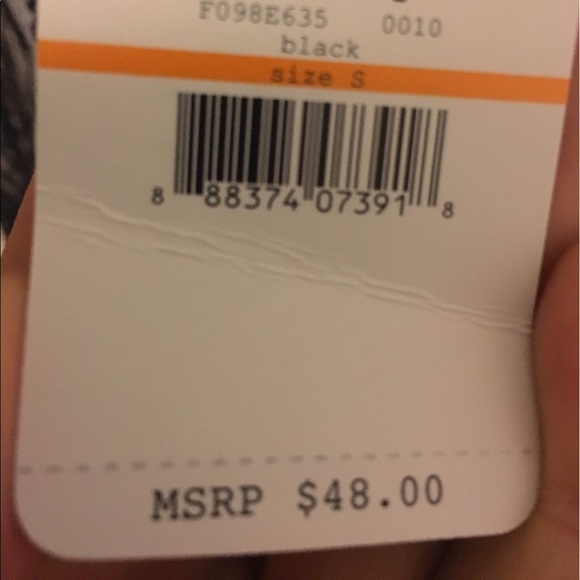 F098E635 0010
black
size S
8 88374 07391 8
MSRP $48.00